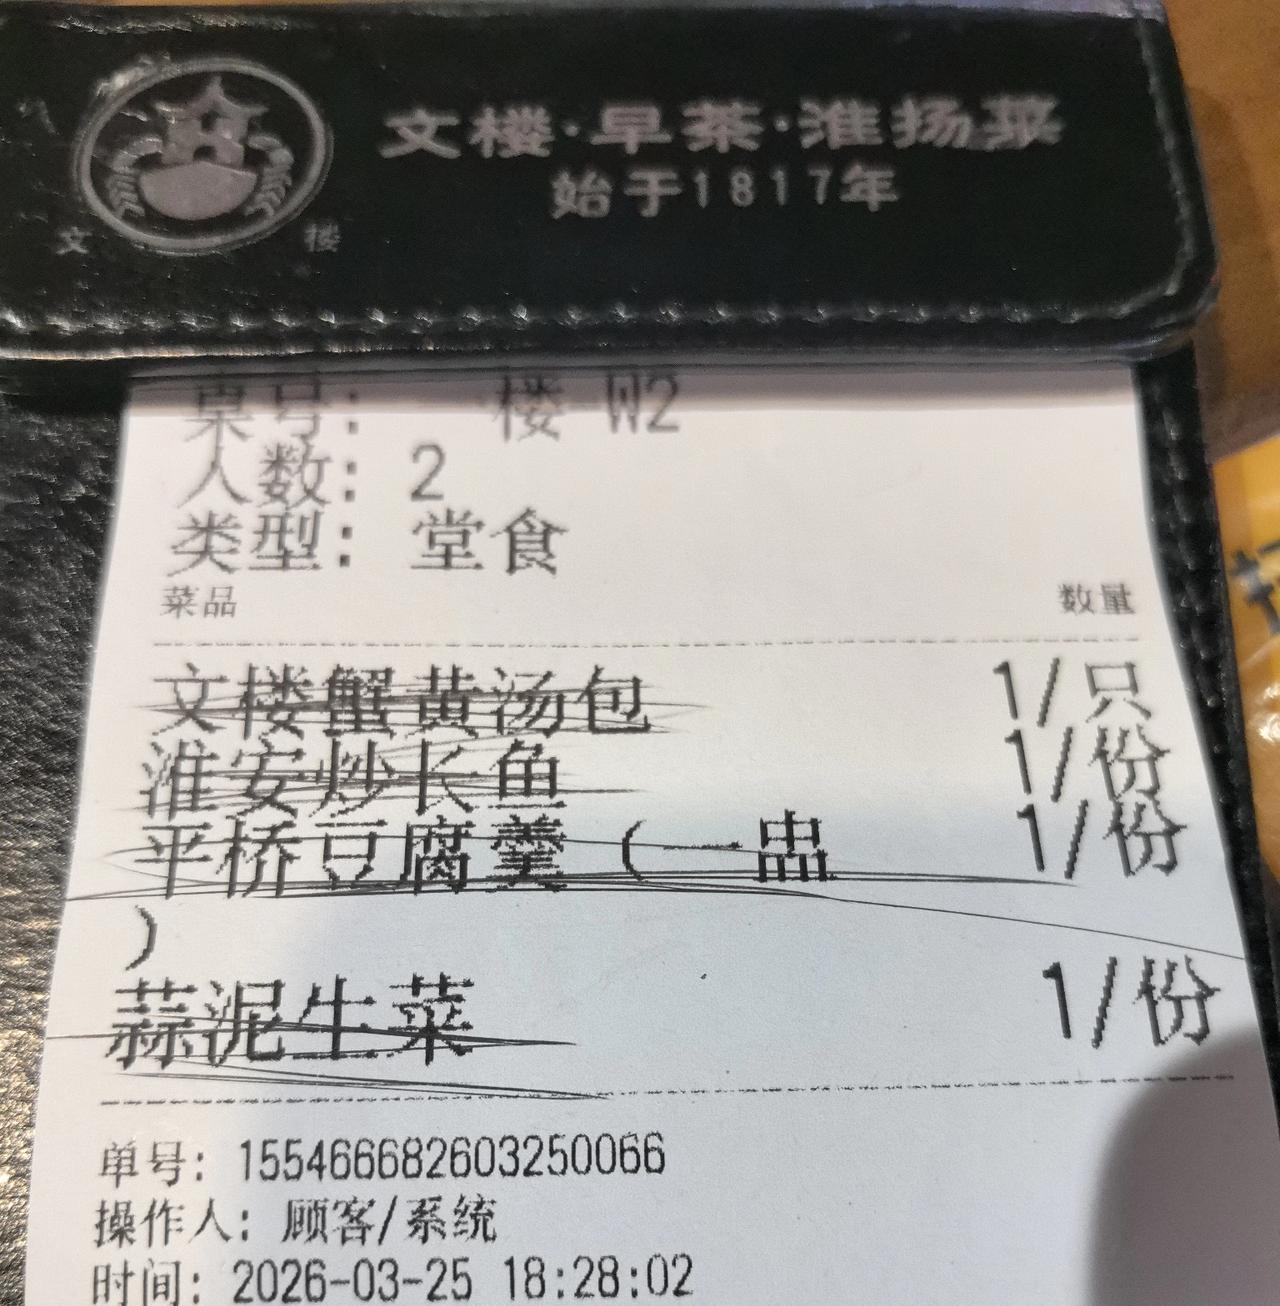 文楼·早茶·淮扬菜
始于1817年
文 楼
桌号: 一楼-W2
人数: 2
类型: 堂食
菜品 数量
文楼蟹黄汤包 1/只
淮安炒长鱼 1/份
平桥豆腐羹(一盅 1/份
)
蒜泥生菜 1/份
单号: 1554666682603250066
操作人: 顾客/系统
时间: 2026-03-25 18:28:02